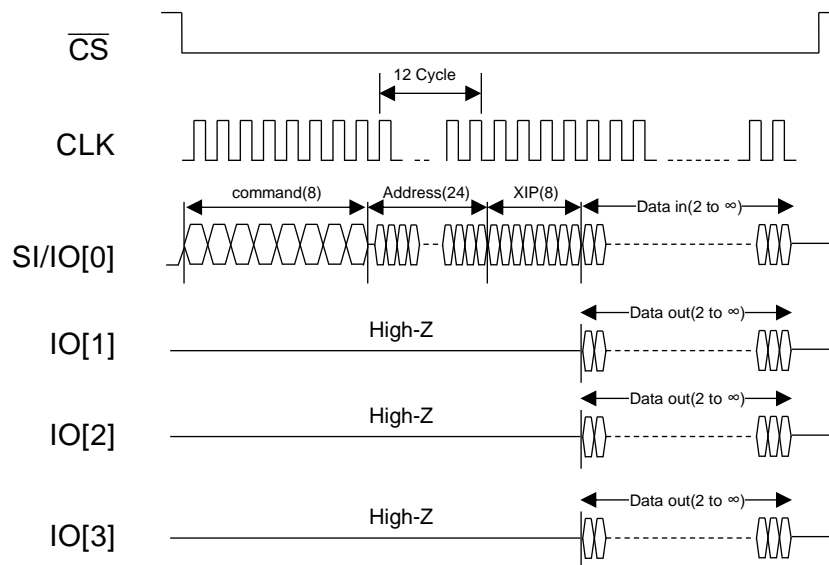 CS
12 Cycle
CLK
command(8)
Address(24)
XIP(8)
Data in(2 to ∞)
SI/IO[0]
Data out(2 to ∞)
High-Z
IO[1]
Data out(2 to ∞)
High-Z
IO[2]
Data out(2 to ∞)
High-Z
IO[3]